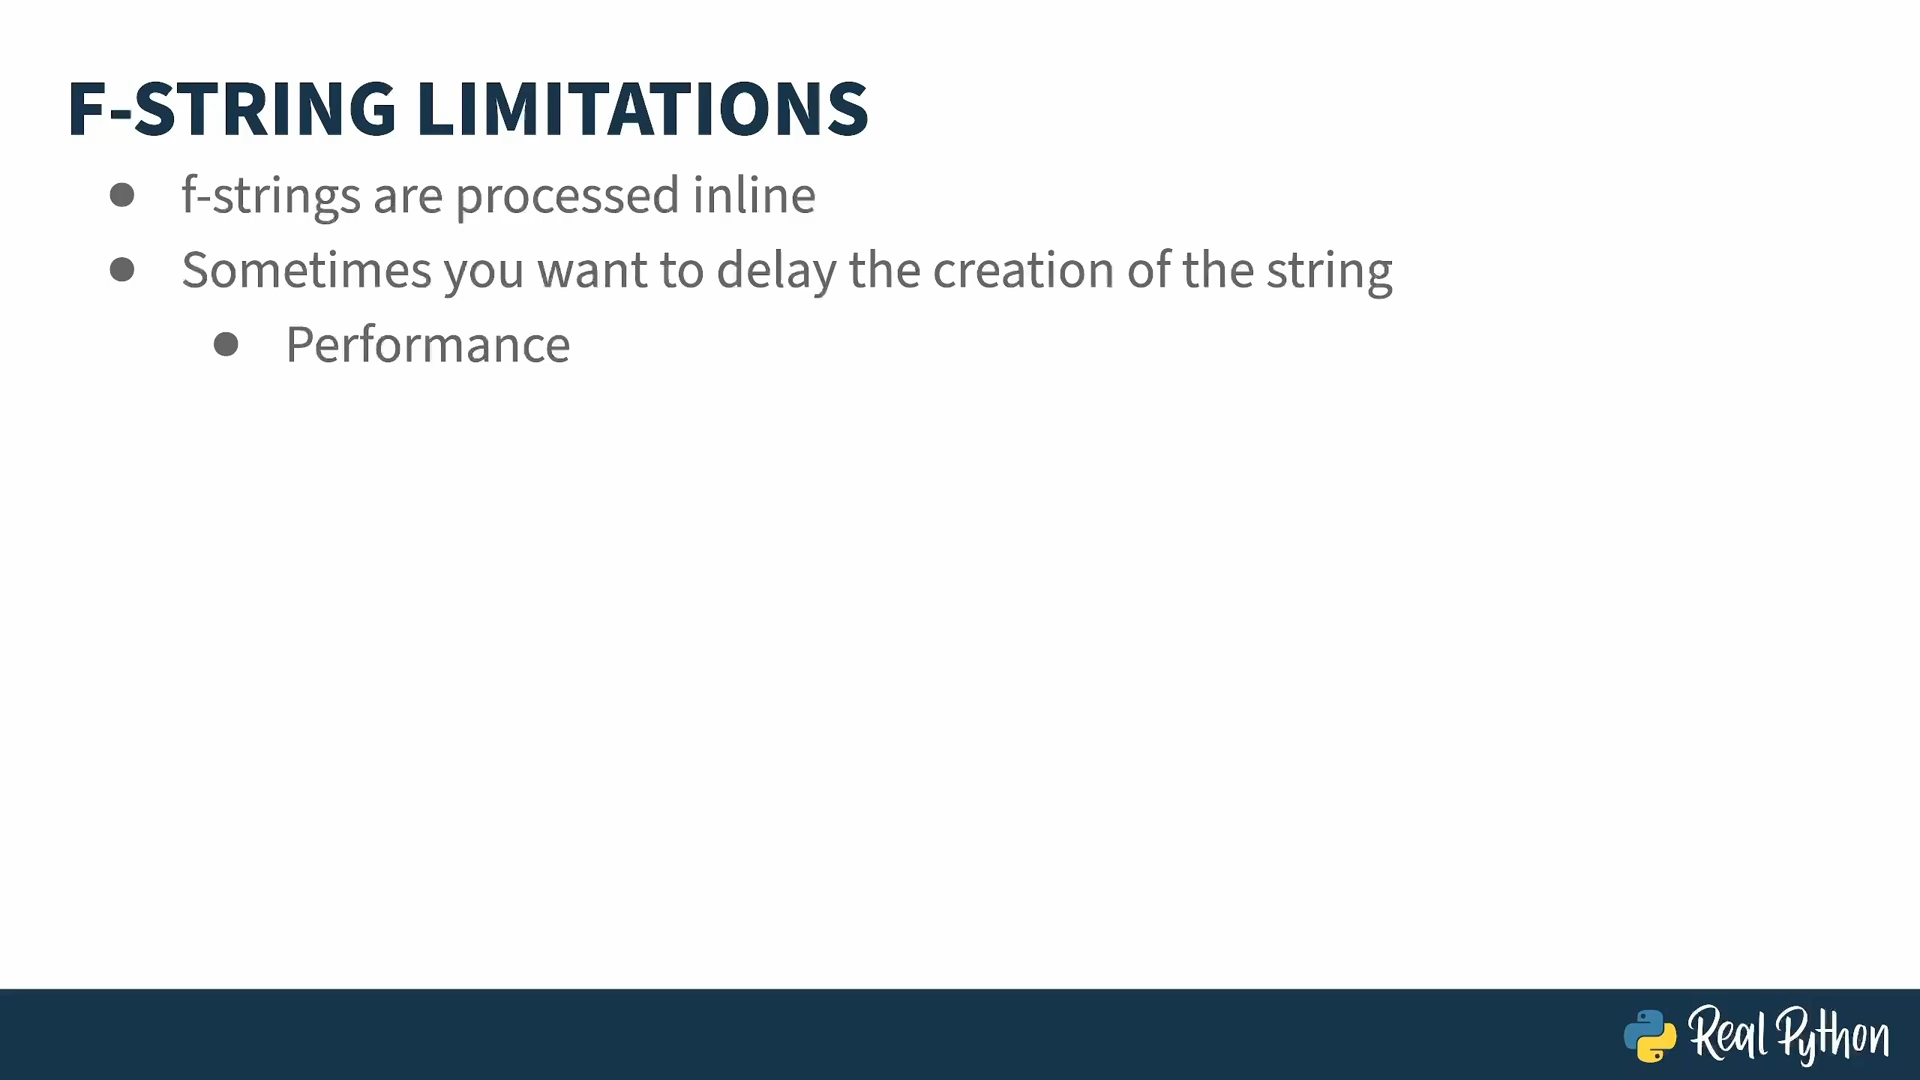 F-STRING LIMITATIONS
● f-strings are processed inline
● Sometimes you want to delay the creation of the string
● Performance
Real Python